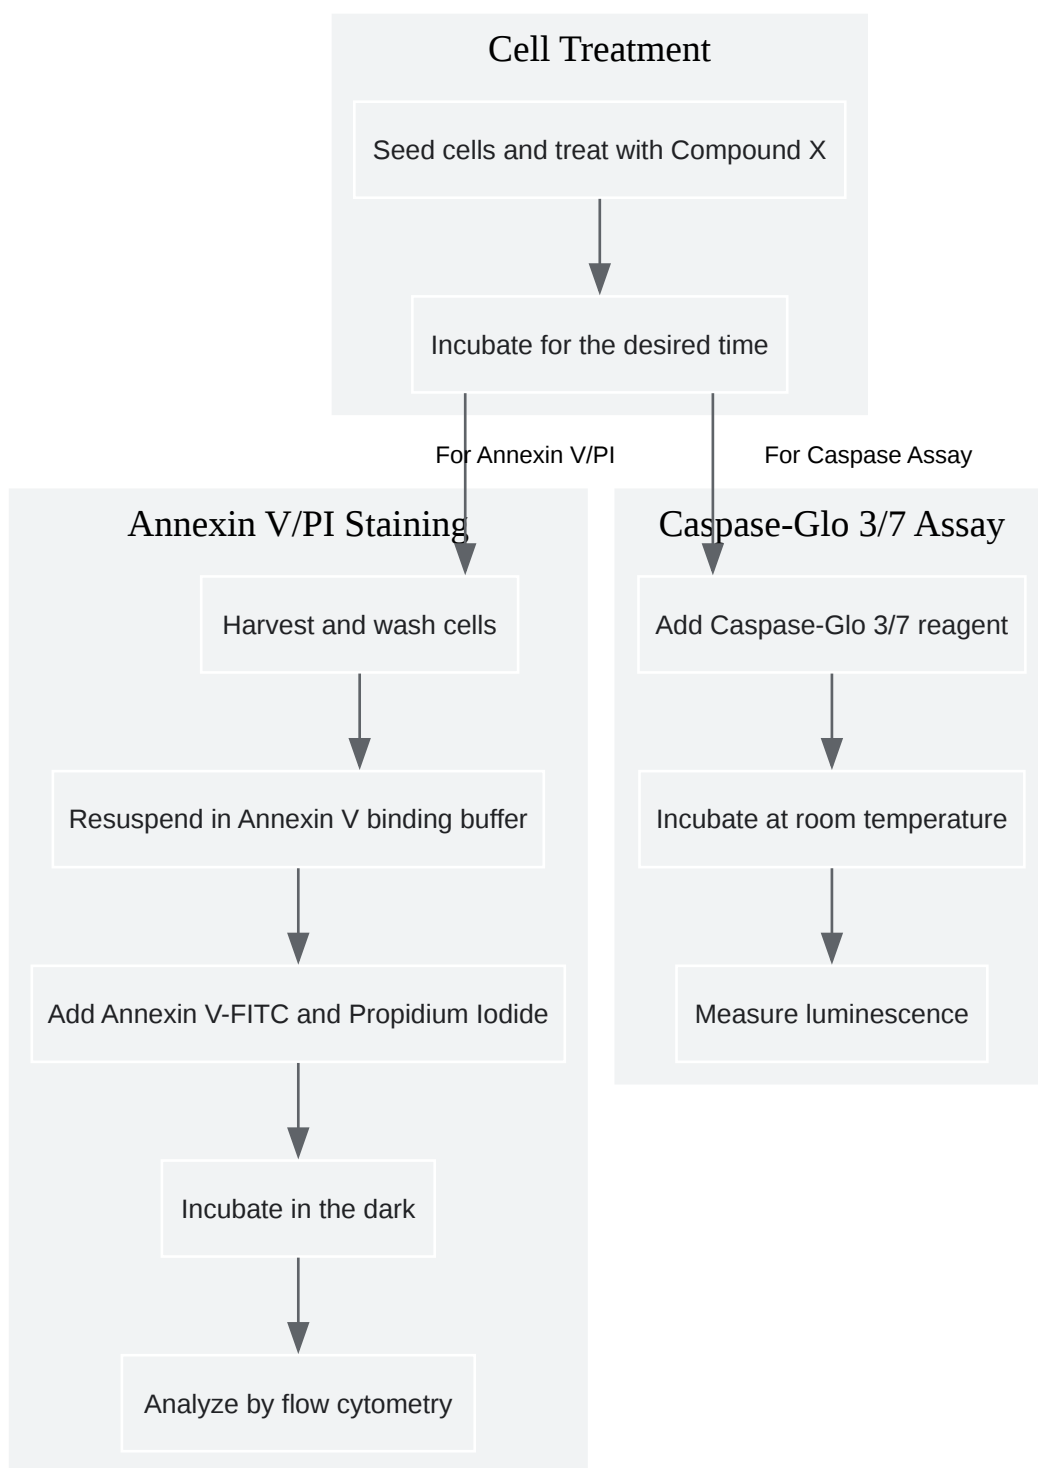 Cell Treatment
Seed cells and treat with Compound X
Incubate for the desired time
For Annexin V/PI
For Caspase Assay
Annexin V/PI Staining
Harvest and wash cells
Resuspend in Annexin V binding buffer
Add Annexin V-FITC and Propidium Iodide
Incubate in the dark
Analyze by flow cytometry
Caspase-Glo 3/7 Assay
Add Caspase-Glo 3/7 reagent
Incubate at room temperature
Measure luminescence